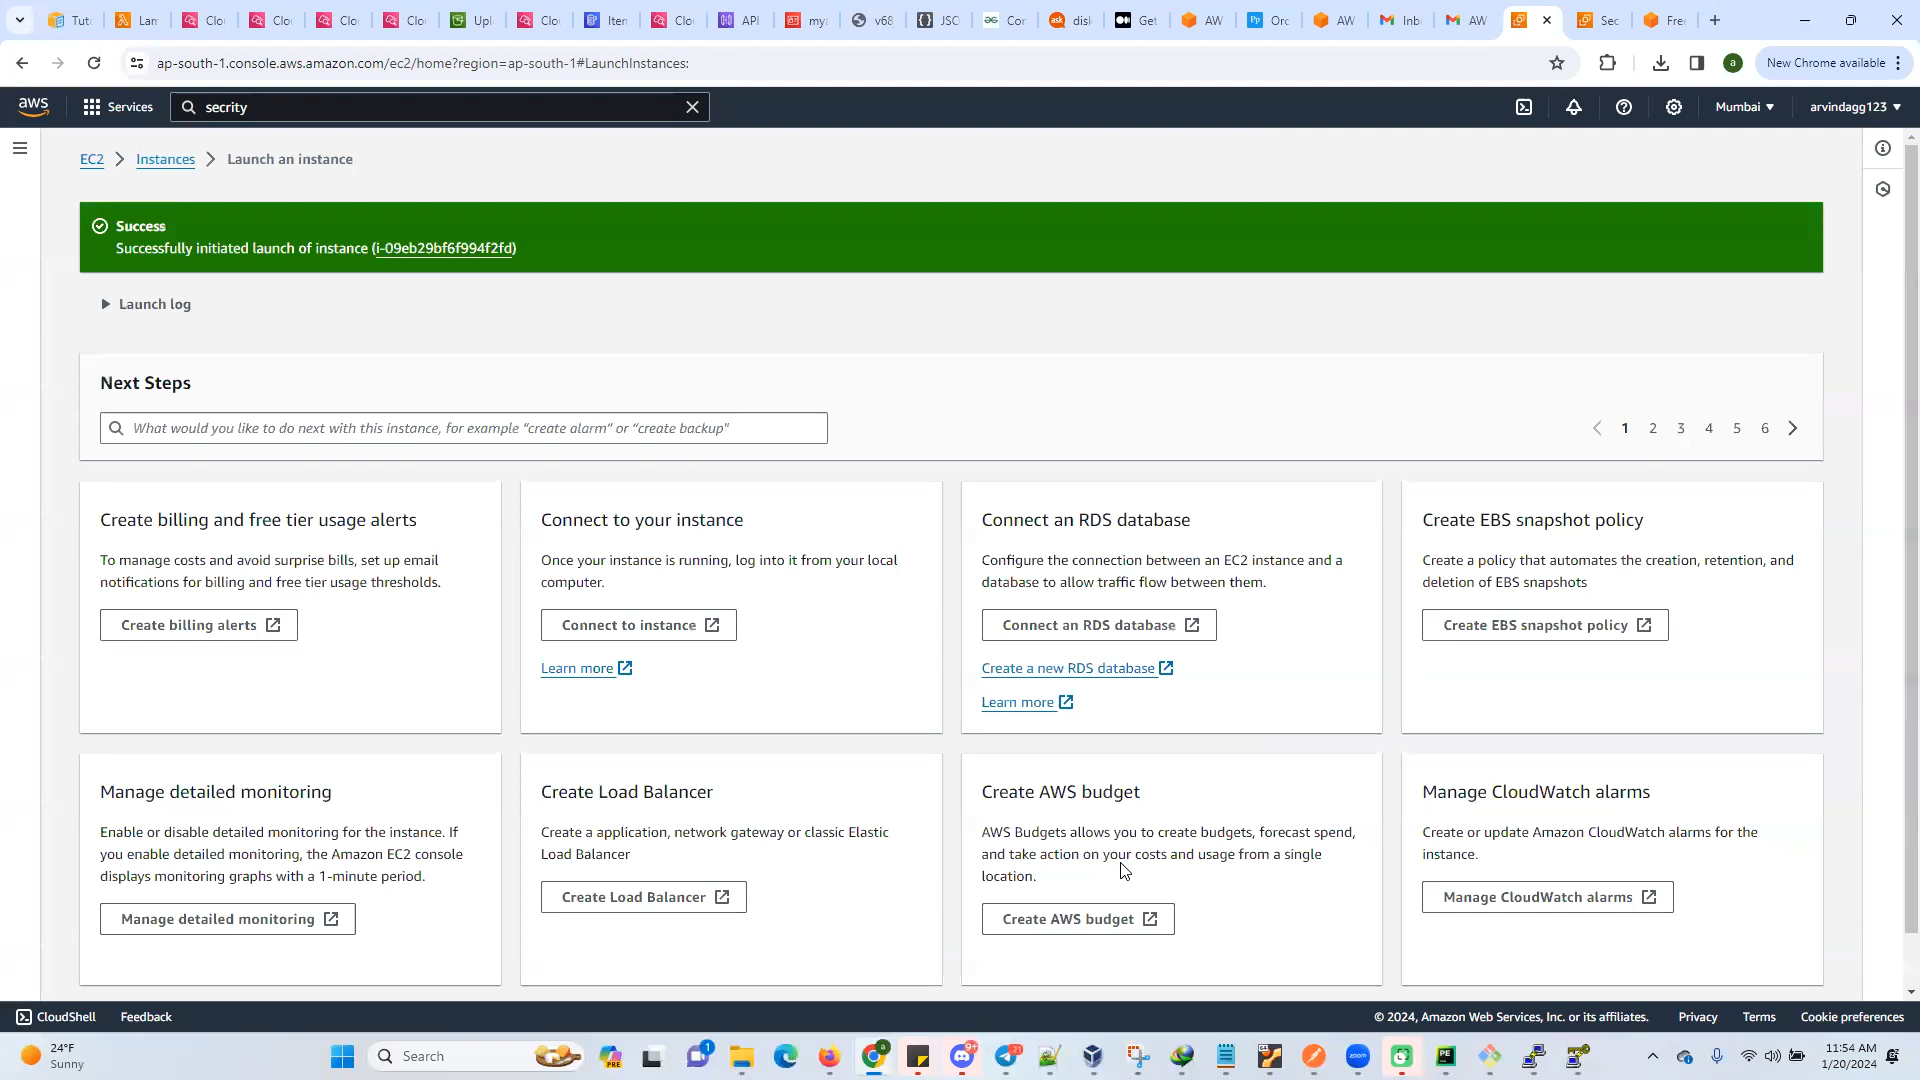 Tuto
Lam
Clo
Clo
Clo
Clo
Upl
Clo
Iten
Clo
API
my
v68
JSO
Cor
disk
Get
AW
Orc
AW
Inb
AW
Sec
Free
ap-south-1.console.aws.amazon.com/ec2/home?region=ap-south-1#LaunchInstances:
a
New Chrome available
aws
Services
secrity
Mumbai
arvindagg123
EC2
Instances
Launch an instance
Success
Successfully initiated launch of instance (i-09eb29bf6f994f2fd)
Launch log
Next Steps
What would you like to do next with this instance, for example "create alarm" or "create backup"
1 2 3 4 5 6
Create billing and free tier usage alerts
To manage costs and avoid surprise bills, set up email
notifications for billing and free tier usage thresholds.
Create billing alerts
Connect to your instance
Once your instance is running, log into it from your local
computer.
Connect to instance
Learn more
Connect an RDS database
Configure the connection between an EC2 instance and a
database to allow traffic flow between them.
Connect an RDS database
Create a new RDS database
Learn more
Create EBS snapshot policy
Create a policy that automates the creation, retention, and
deletion of EBS snapshots
Create EBS snapshot policy
Manage detailed monitoring
Enable or disable detailed monitoring for the instance. If
you enable detailed monitoring, the Amazon EC2 console
displays monitoring graphs with a 1-minute period.
Manage detailed monitoring
Create Load Balancer
Create a application, network gateway or classic Elastic
Load Balancer
Create Load Balancer
Create AWS budget
AWS Budgets allows you to create budgets, forecast spend,
and take action on your costs and usage from a single
location.
Create AWS budget
Manage CloudWatch alarms
Create or update Amazon CloudWatch alarms for the
instance.
Manage CloudWatch alarms
CloudShell
Feedback
© 2024, Amazon Web Services, Inc. or its affiliates.
Privacy
Terms
Cookie preferences
24°F
Sunny
Search
11:54 AM
1/20/2024